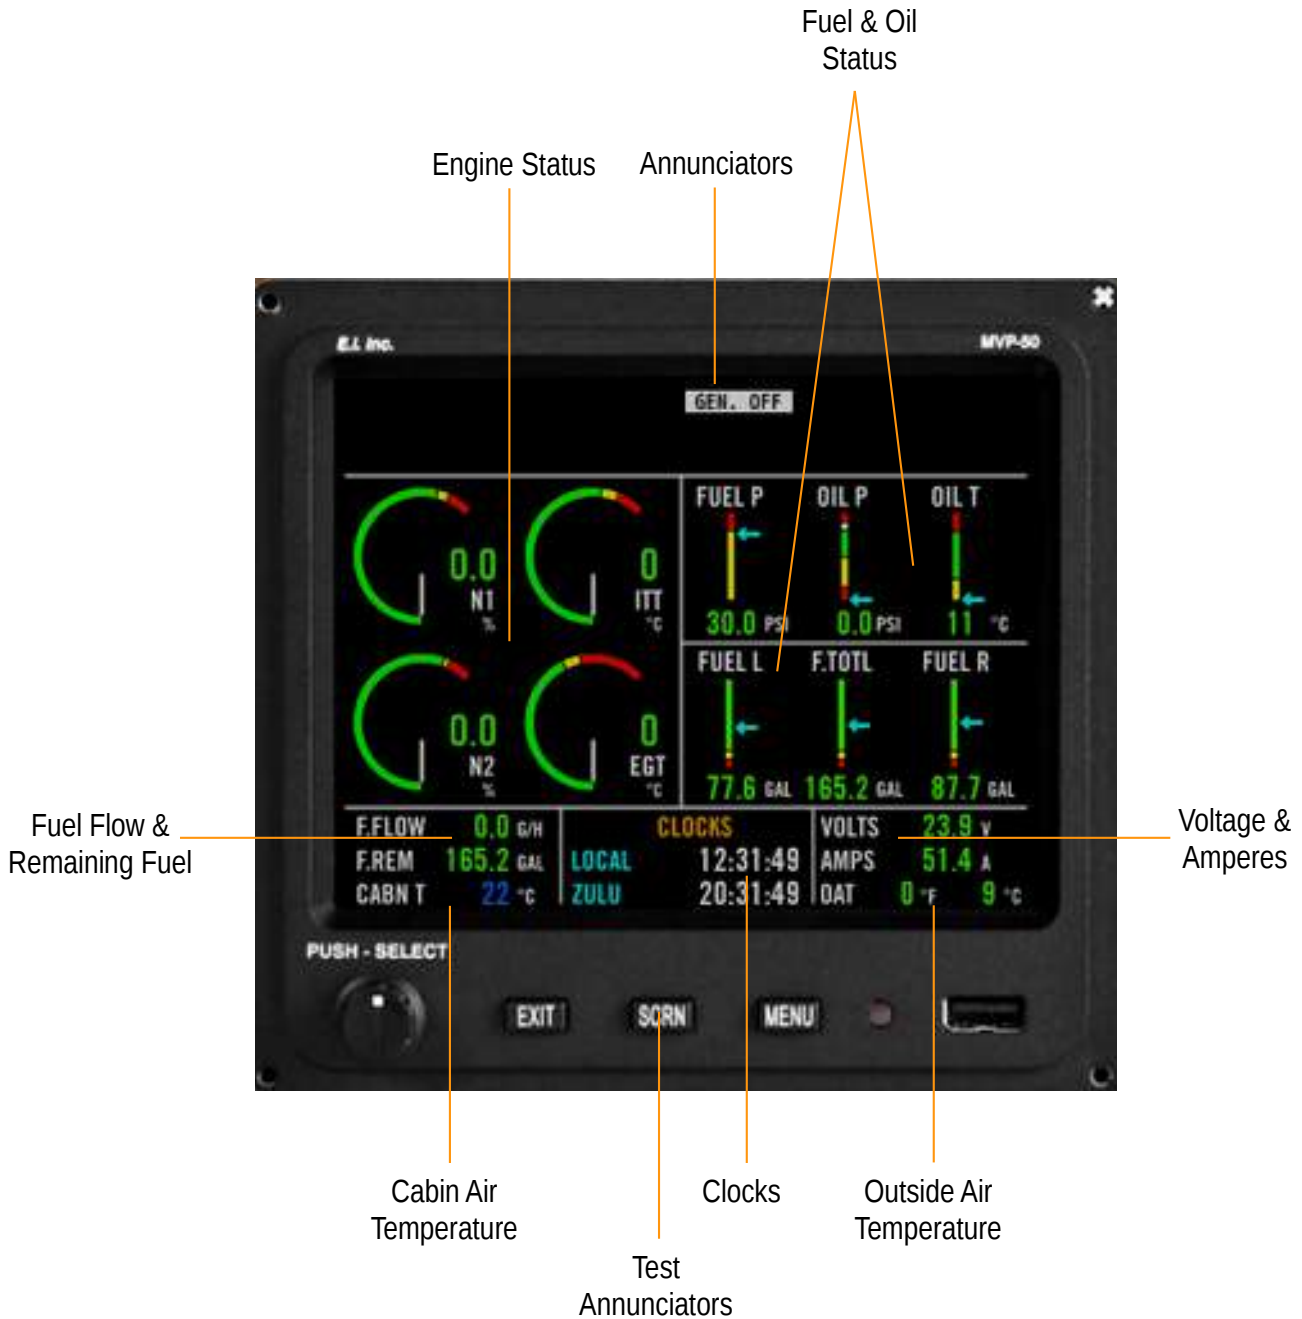 Fuel & Oil
Status
Engine Status
Annunciators
E.I. Inc.
MVP-50
GEN. OFF
FUEL P
OIL P
OIL T
0.0
N1
%
0
ITT
°C
30.0 PSI
0.0 PSI
11 °C
FUEL L
F.TOTL
FUEL R
0.0
N2
%
0
EGT
°C
77.6 GAL
165.2 GAL
87.7 GAL
Fuel Flow &
Remaining Fuel
F.FLOW 0.0 G/H
F.REM 165.2 GAL
CABN T 22 °C
CLOCKS
LOCAL 12:31:49
ZULU 20:31:49
VOLTS 23.9 V
AMPS 51.4 A
OAT 0 °F 9 °C
Voltage &
Amperes
PUSH - SELECT
EXIT
SCRN
MENU
Cabin Air
Temperature
Clocks
Outside Air
Temperature
Test
Annunciators